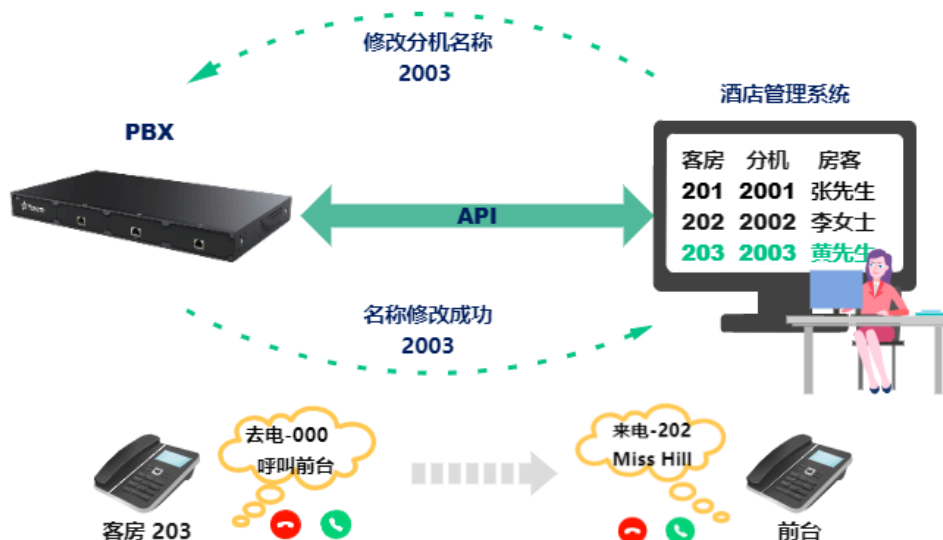 修改分机名称
2003
酒店管理系统
PBX
客房 分机 房客
201 2001 张先生
202 2002 李女士
203 2003 黄先生
API
名称修改成功
2003
去电-000
呼叫前台
来电-202
Miss Hill
客房 203
前台